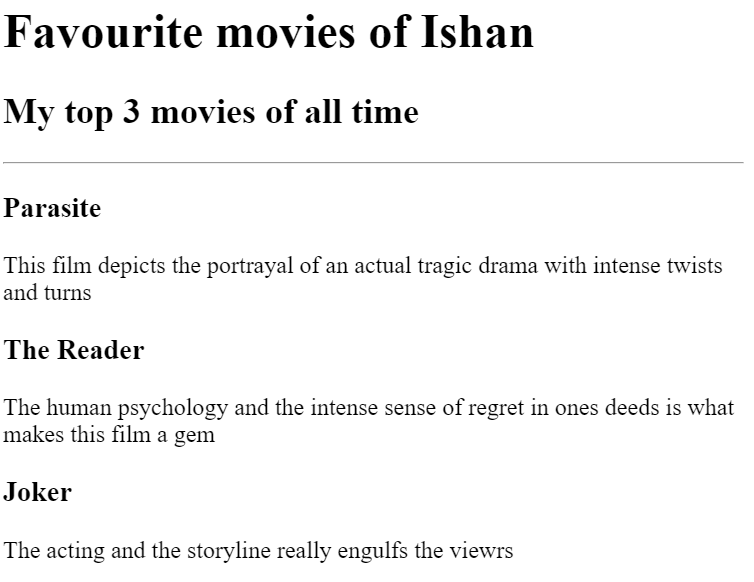 Favourite movies of Ishan
My top 3 movies of all time
Parasite
This film depicts the portrayal of an actual tragic drama with intense twists
and turns
The Reader
The human psychology and the intense sense of regret in ones deeds is what
makes this film a gem
Joker
The acting and the storyline really engulfs the viewrs